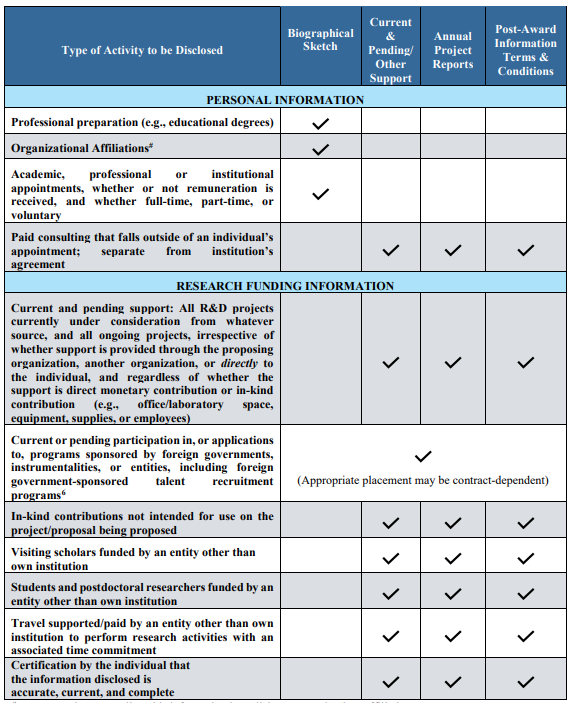 Type of Activity to be Disclosed
Biographical
Sketch
Current
&
Pending/
Other
Support
Annual
Project
Reports
Post-Award
Information
Terms &
Conditions
PERSONAL INFORMATION
Professional preparation (e.g., educational degrees)
Organizational Affiliations#
Academic, professional or institutional
appointments, whether or not remuneration is
received, and whether full-time, part-time, or
voluntary
Paid consulting that falls outside of an individual’s
appointment; separate from institution’s
agreement
RESEARCH FUNDING INFORMATION
Current and pending support: All R&D projects
currently under consideration from whatever
source, and all ongoing projects, irrespective of
whether support is provided through the proposing
organization, another organization, or directly to
the individual, and regardless of whether the
support is direct monetary contribution or in-kind
contribution (e.g., office/laboratory space,
equipment, supplies, or employees)
Current or pending participation in, or applications
to, programs sponsored by foreign governments,
instrumentalities, or entities, including foreign
government-sponsored talent recruitment
programs6
(Appropriate placement may be contract-dependent)
In-kind contributions not intended for use on the
project/proposal being proposed
Visiting scholars funded by an entity other than
own institution
Students and postdoctoral researchers funded by an
entity other than own institution
Travel supported/paid by an entity other than own
institution to perform research activities with an
associated time commitment
Certification by the individual that
the information disclosed is
accurate, current, and complete